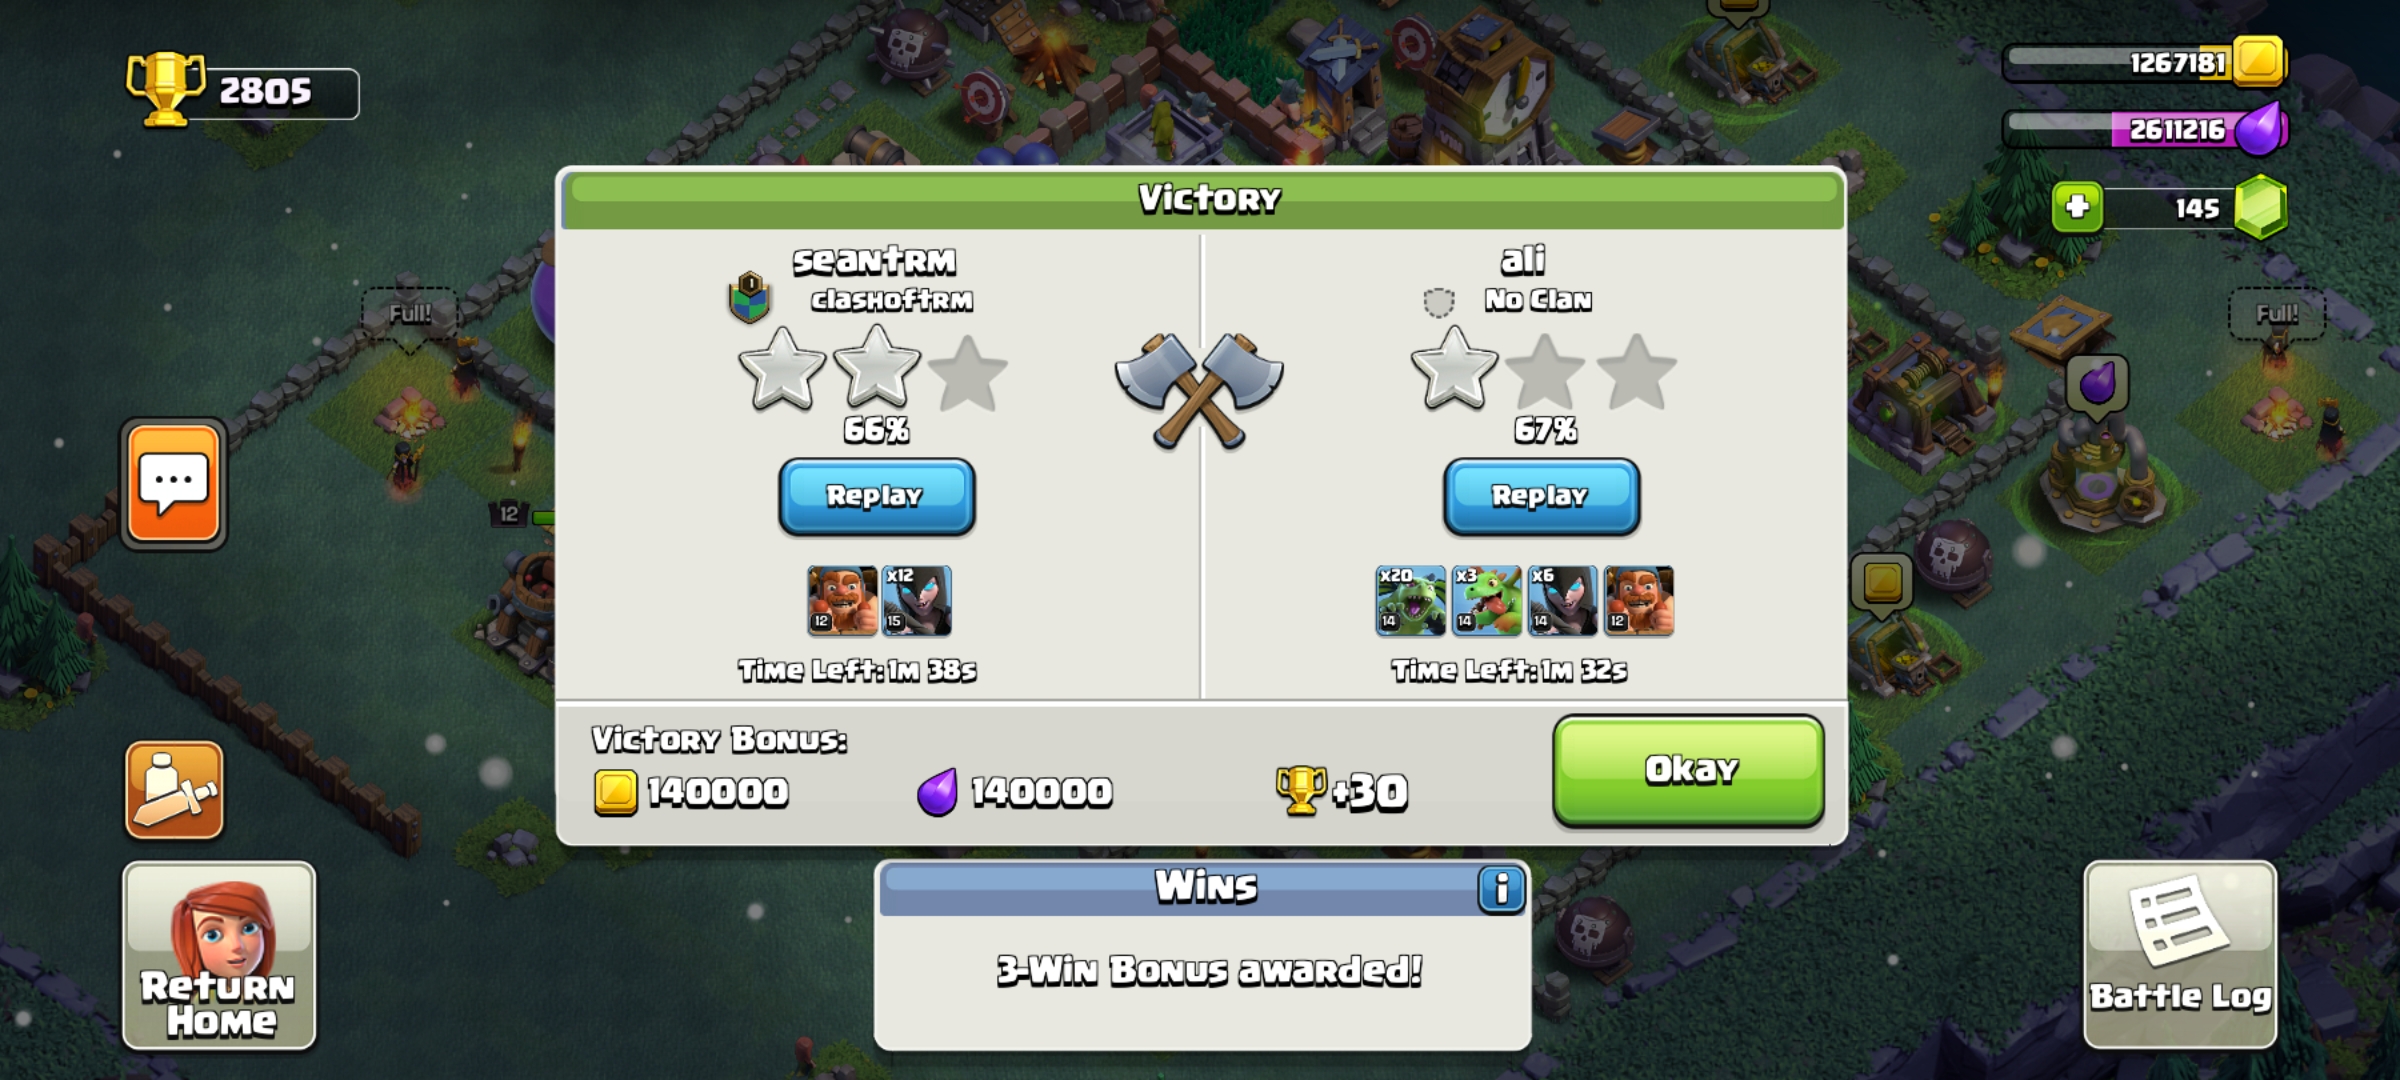 2805
1267181
2611216
145
Full!
Full!
12
Victory
seantrm
1
clashoftrm
66%
Replay
12
x12
15
Time Left:1m 38s
ali
No Clan
67%
Replay
x20
14
x3
14
x6
14
12
Time Left:1m 32s
Victory Bonus:
140000
140000
+30
Okay
Wins
i
3-Win Bonus awarded!
Return
Home
Battle Log